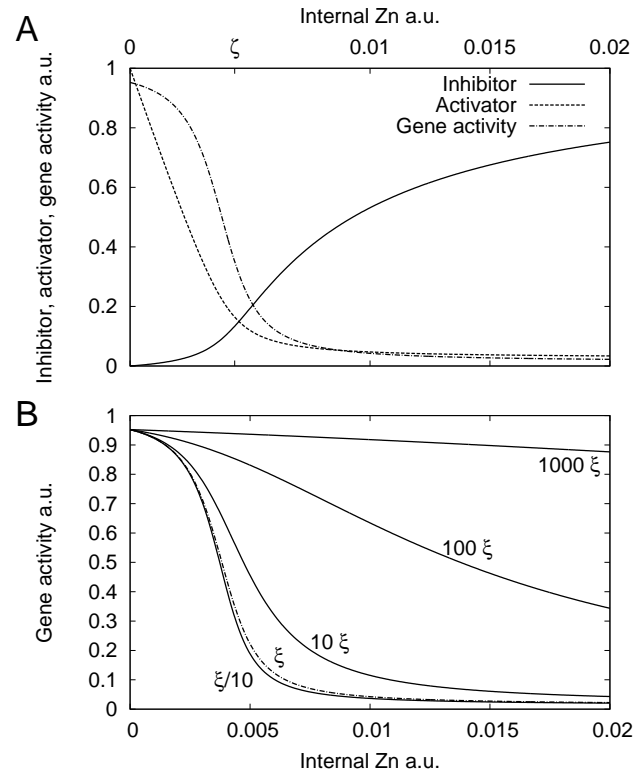 A
Internal Zn a.u.
0 ζ 0.01 0.015 0.02
Inhibitor, activator, gene activity a.u.
1
0.8
0.6
0.4
0.2
0
Inhibitor
Activator
Gene activity
B
Gene activity a.u.
1
0.9
0.8
0.7
0.6
0.5
0.4
0.3
0.2
0.1
0
1000 ξ
100 ξ
10 ξ
ξ
ξ/10
0 0.005 0.01 0.015 0.02
Internal Zn a.u.